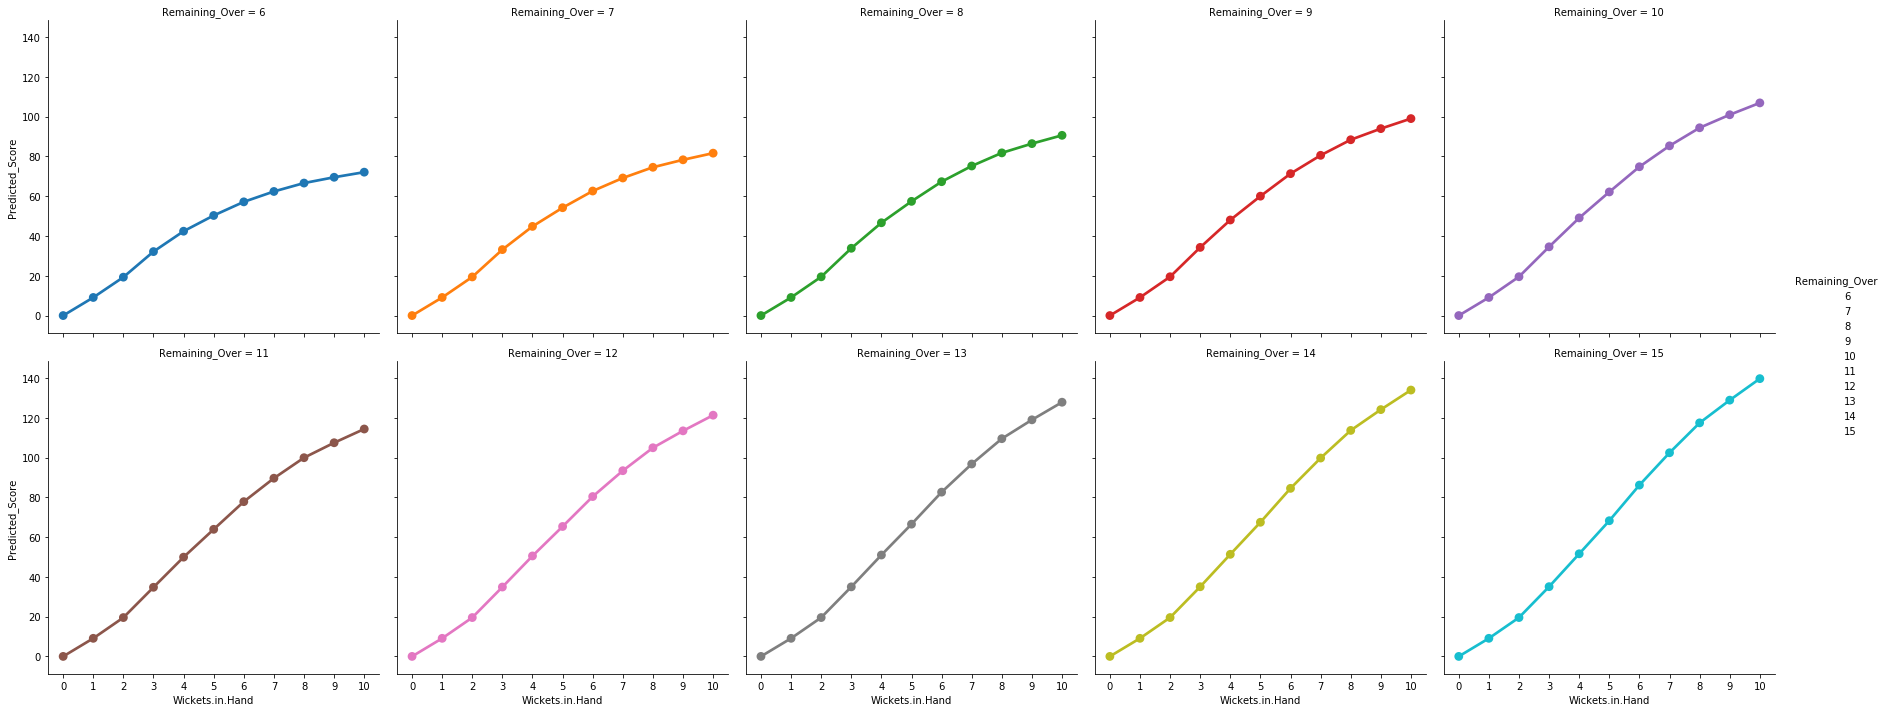 Remaining_Over = 6
Remaining_Over = 7
Remaining_Over = 8
Remaining_Over = 9
Remaining_Over = 10
140
120
100
80
60
40
20
0
Predicted_Score
Remaining_Over = 11
Remaining_Over = 12
Remaining_Over = 13
Remaining_Over = 14
Remaining_Over = 15
140
120
100
80
60
40
20
0
Predicted_Score
0 1 2 3 4 5 6 7 8 9 10
0 1 2 3 4 5 6 7 8 9 10
0 1 2 3 4 5 6 7 8 9 10
0 1 2 3 4 5 6 7 8 9 10
0 1 2 3 4 5 6 7 8 9 10
Wickets.in.Hand
Wickets.in.Hand
Wickets.in.Hand
Wickets.in.Hand
Wickets.in.Hand
Remaining_Over
6
7
8
9
10
11
12
13
14
15